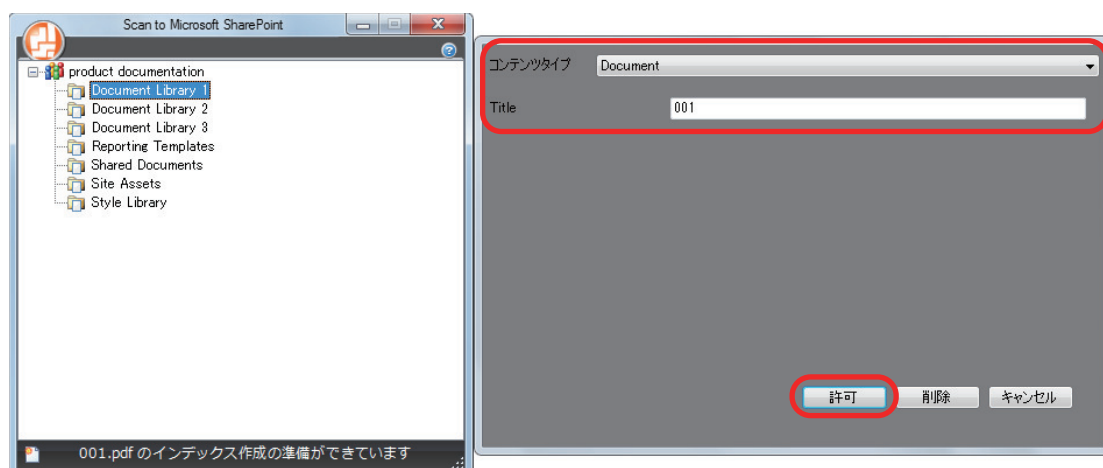 Scan to Microsoft SharePoint
product documentation
Document Library 1
Document Library 2
Document Library 3
Reporting Templates
Shared Documents
Site Assets
Style Library
001.pdf のインデックス作成の準備ができています
コンテンツタイプ Document
Title 001
許可 削除 キャンセル